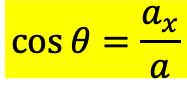 cos θ = aₓ / a